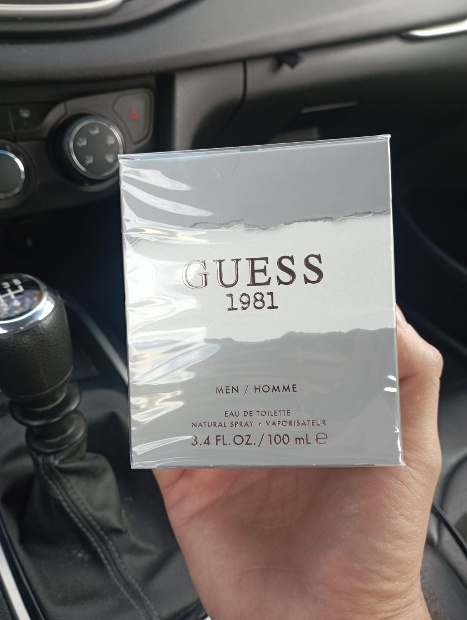 GUESS
1981
MEN / HOMME
EAU DE TOILETTE
NATURAL SPRAY • VAPORISATEUR
3.4 FL.OZ./100 mL ℮